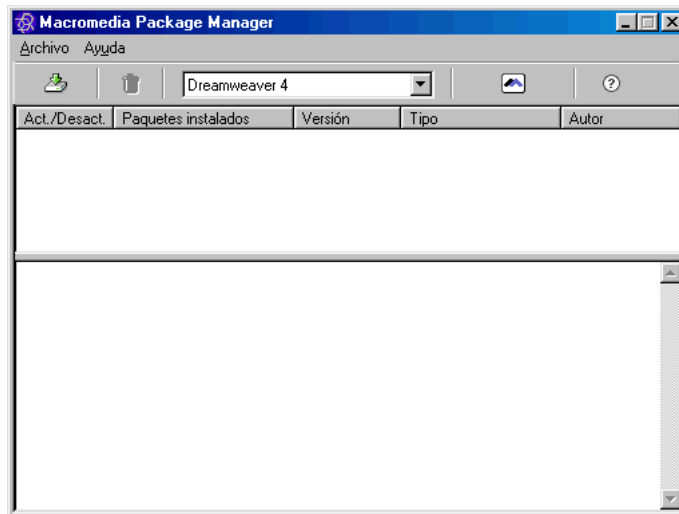 Macromedia Package Manager
Archivo Ayuda
Dreamweaver 4
?
Act./Desact. Paquetes instalados Versión Tipo Autor